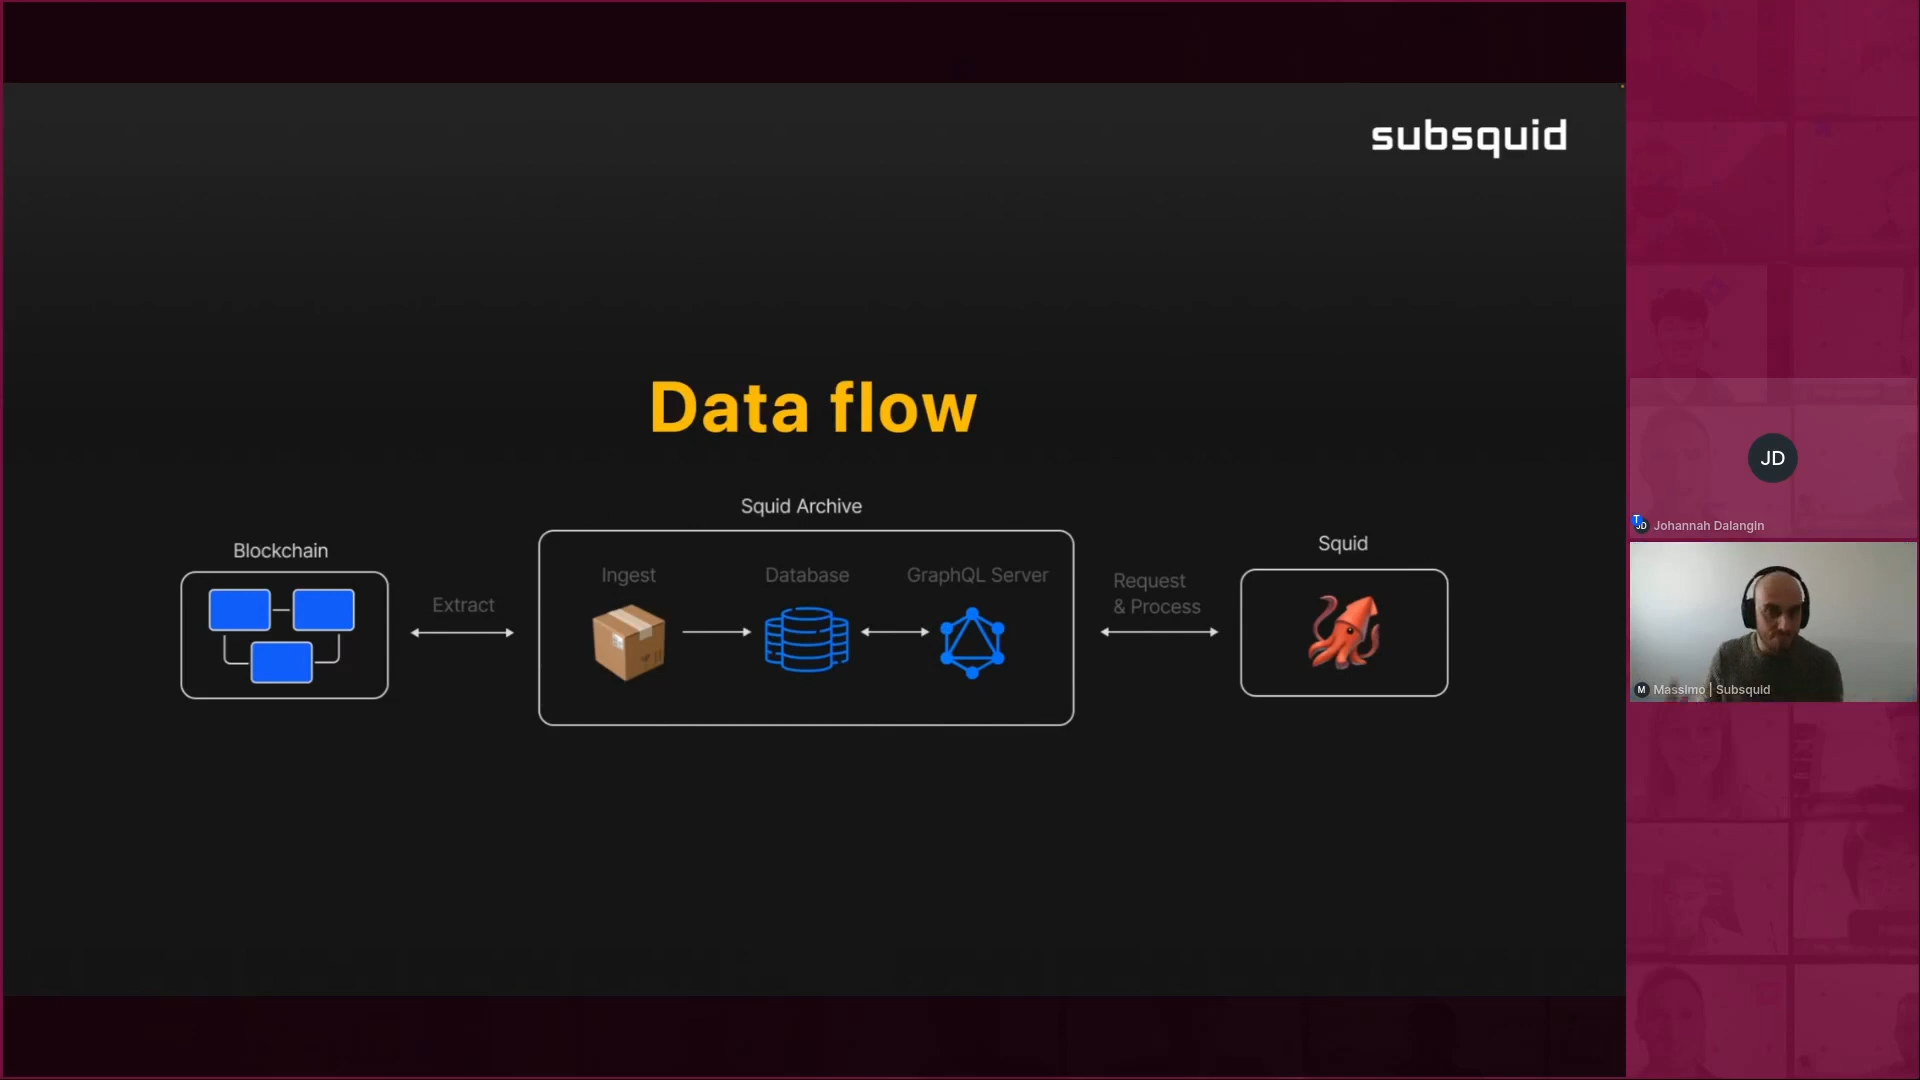 subsquid
Data flow
Squid Archive
Blockchain
Squid
Ingest
Database
GraphQL Server
Extract
Request
& Process
JD
T
JD
Johannah Dalangin
M
Massimo | Subsquid